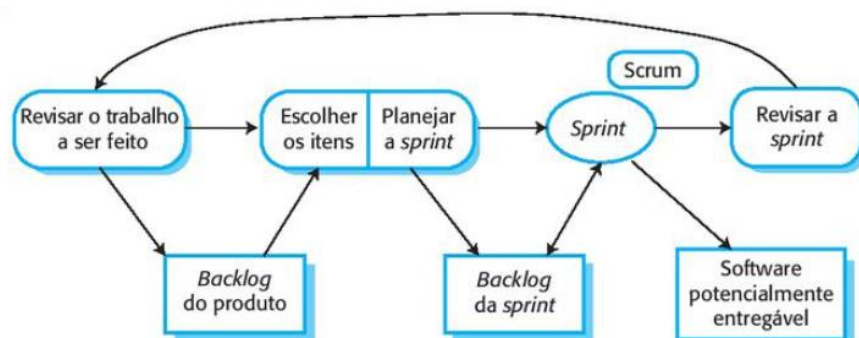 Scrum
Revisar o trabalho
a ser feito
Escolher
os itens
Planejar
a sprint
Sprint
Revisar a
sprint
Backlog
do produto
Backlog
da sprint
Software
potencialmente
entregável